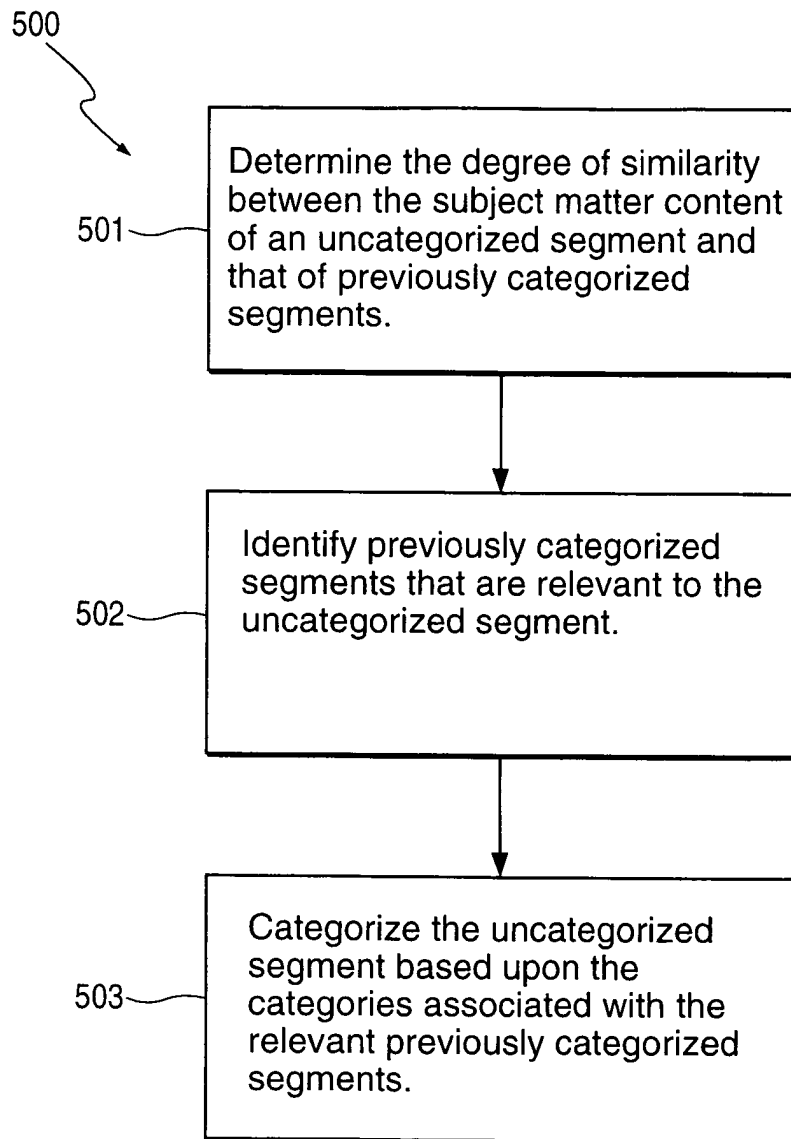 500
501
Determine the degree of similarity
between the subject matter content
of an uncategorized segment and
that of previously categorized
segments.
502
Identify previously categorized
segments that are relevant to the
uncategorized segment.
503
Categorize the uncategorized
segment based upon the
categories associated with the
relevant previously categorized
segments.